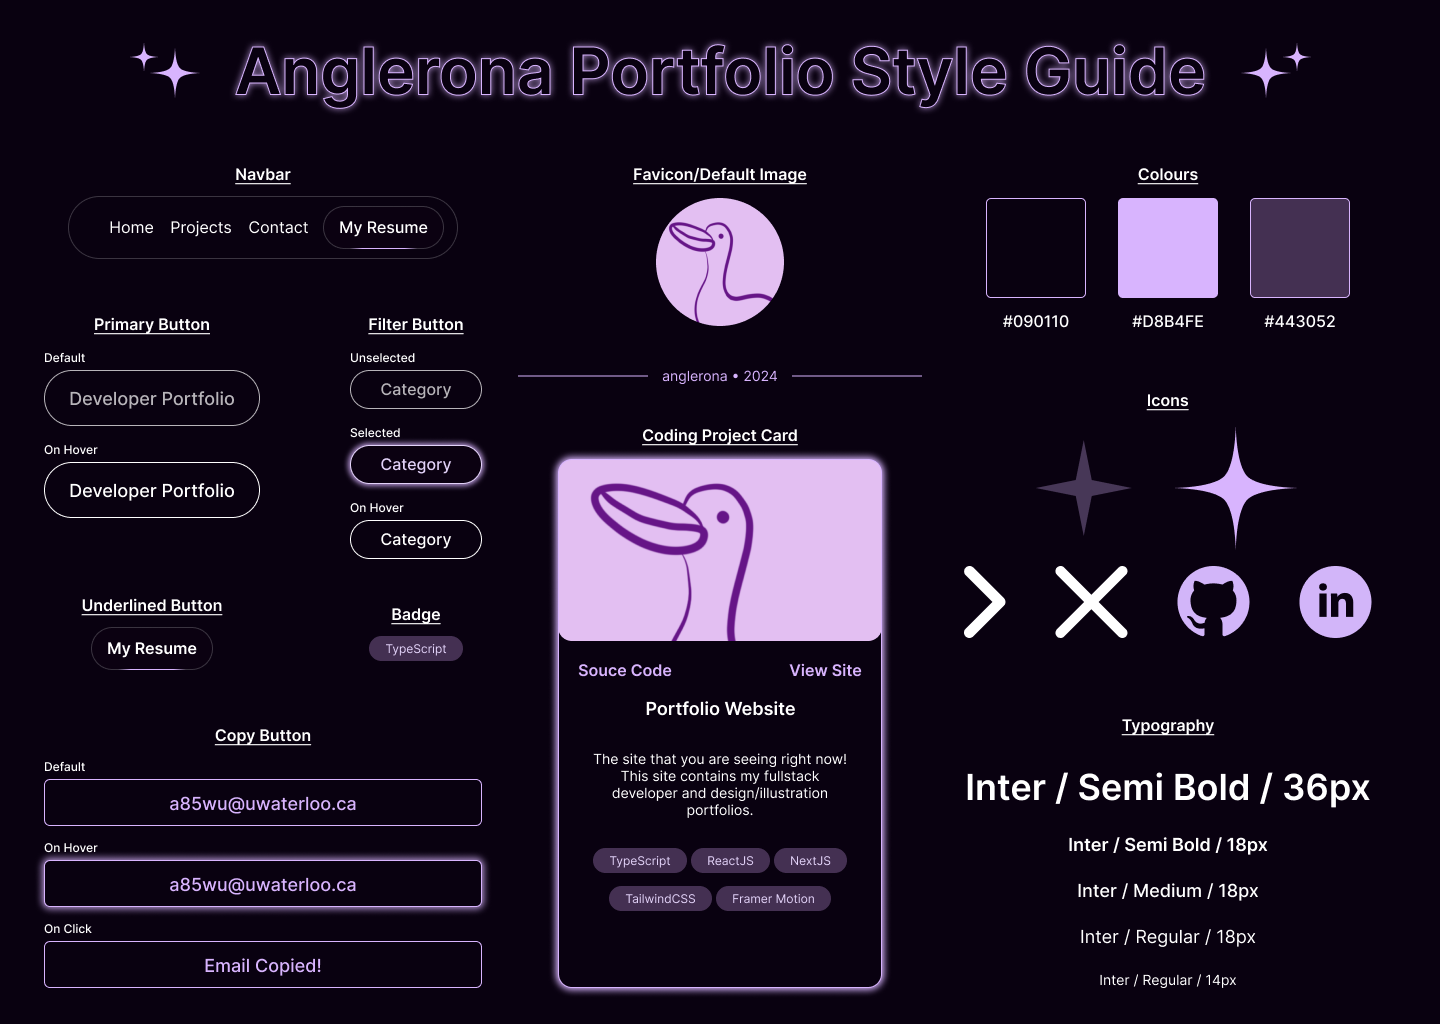 Anglerona Portfolio Style Guide
Navbar
Home Projects Contact My Resume
Primary Button
Default
Developer Portfolio
On Hover
Developer Portfolio
Filter Button
Unselected
Category
Selected
Category
On Hover
Category
Underlined Button
My Resume
Badge
TypeScript
Copy Button
Default
a85wu@uwaterloo.ca
On Hover
a85wu@uwaterloo.ca
On Click
Email Copied!
Favicon/Default Image
anglerona • 2024
Coding Project Card
Souce Code View Site
Portfolio Website
The site that you are seeing right now!
This site contains my fullstack
developer and design/illustration
portfolios.
TypeScript ReactJS NextJS
TailwindCSS Framer Motion
Colours
#090110 #D8B4FE #443052
Icons
in
Typography
Inter / Semi Bold / 36px
Inter / Semi Bold / 18px
Inter / Medium / 18px
Inter / Regular / 18px
Inter / Regular / 14px